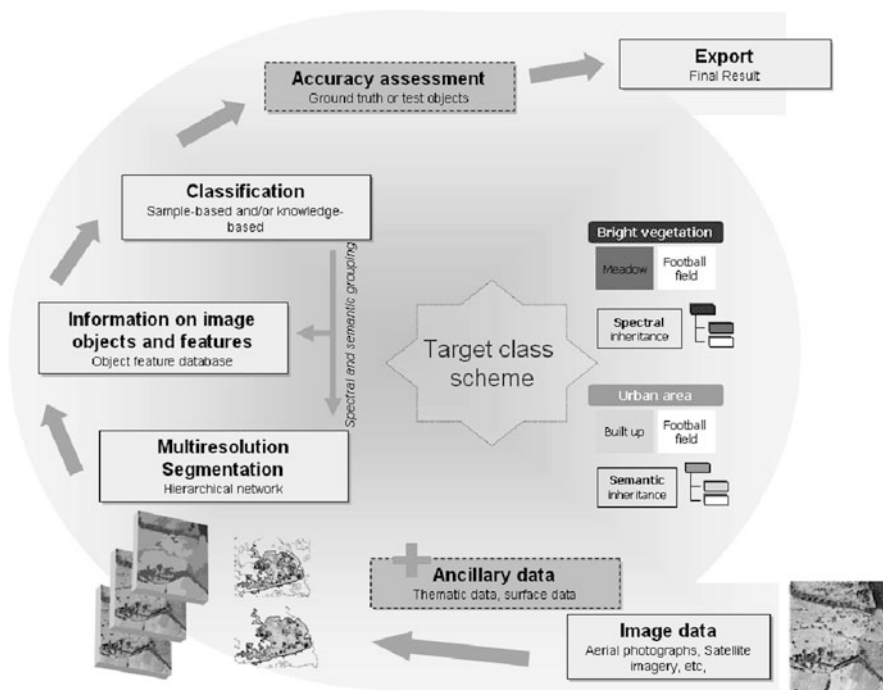 Export
Final Result
Accuracy assessment
Ground truth or test objects
Classification
Sample-based and/or knowledge-
based
Spectral and semantic grouping
Information on image
objects and features
Object feature database
Multiresolution
Segmentation
Hierarchical network
Target class
scheme
Bright vegetation
Meadow
Football
field
Spectral
inheritance
Urban area
Built up
Football
field
Semantic
inheritance
Ancillary data
Thematic data, surface data
Image data
Aerial photographs, Satellite
imagery, etc,